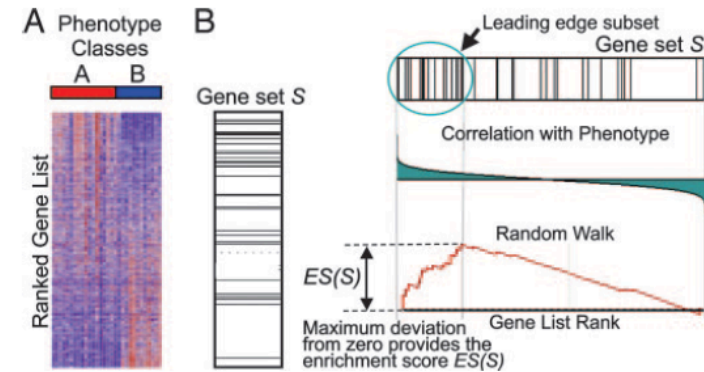 A
Phenotype
Classes
A B
Ranked Gene List
Gene set S
B
Leading edge subset
Gene set S
Correlation with Phenotype
Random Walk
ES(S)
Gene List Rank
Maximum deviation
from zero provides the
enrichment score ES(S)